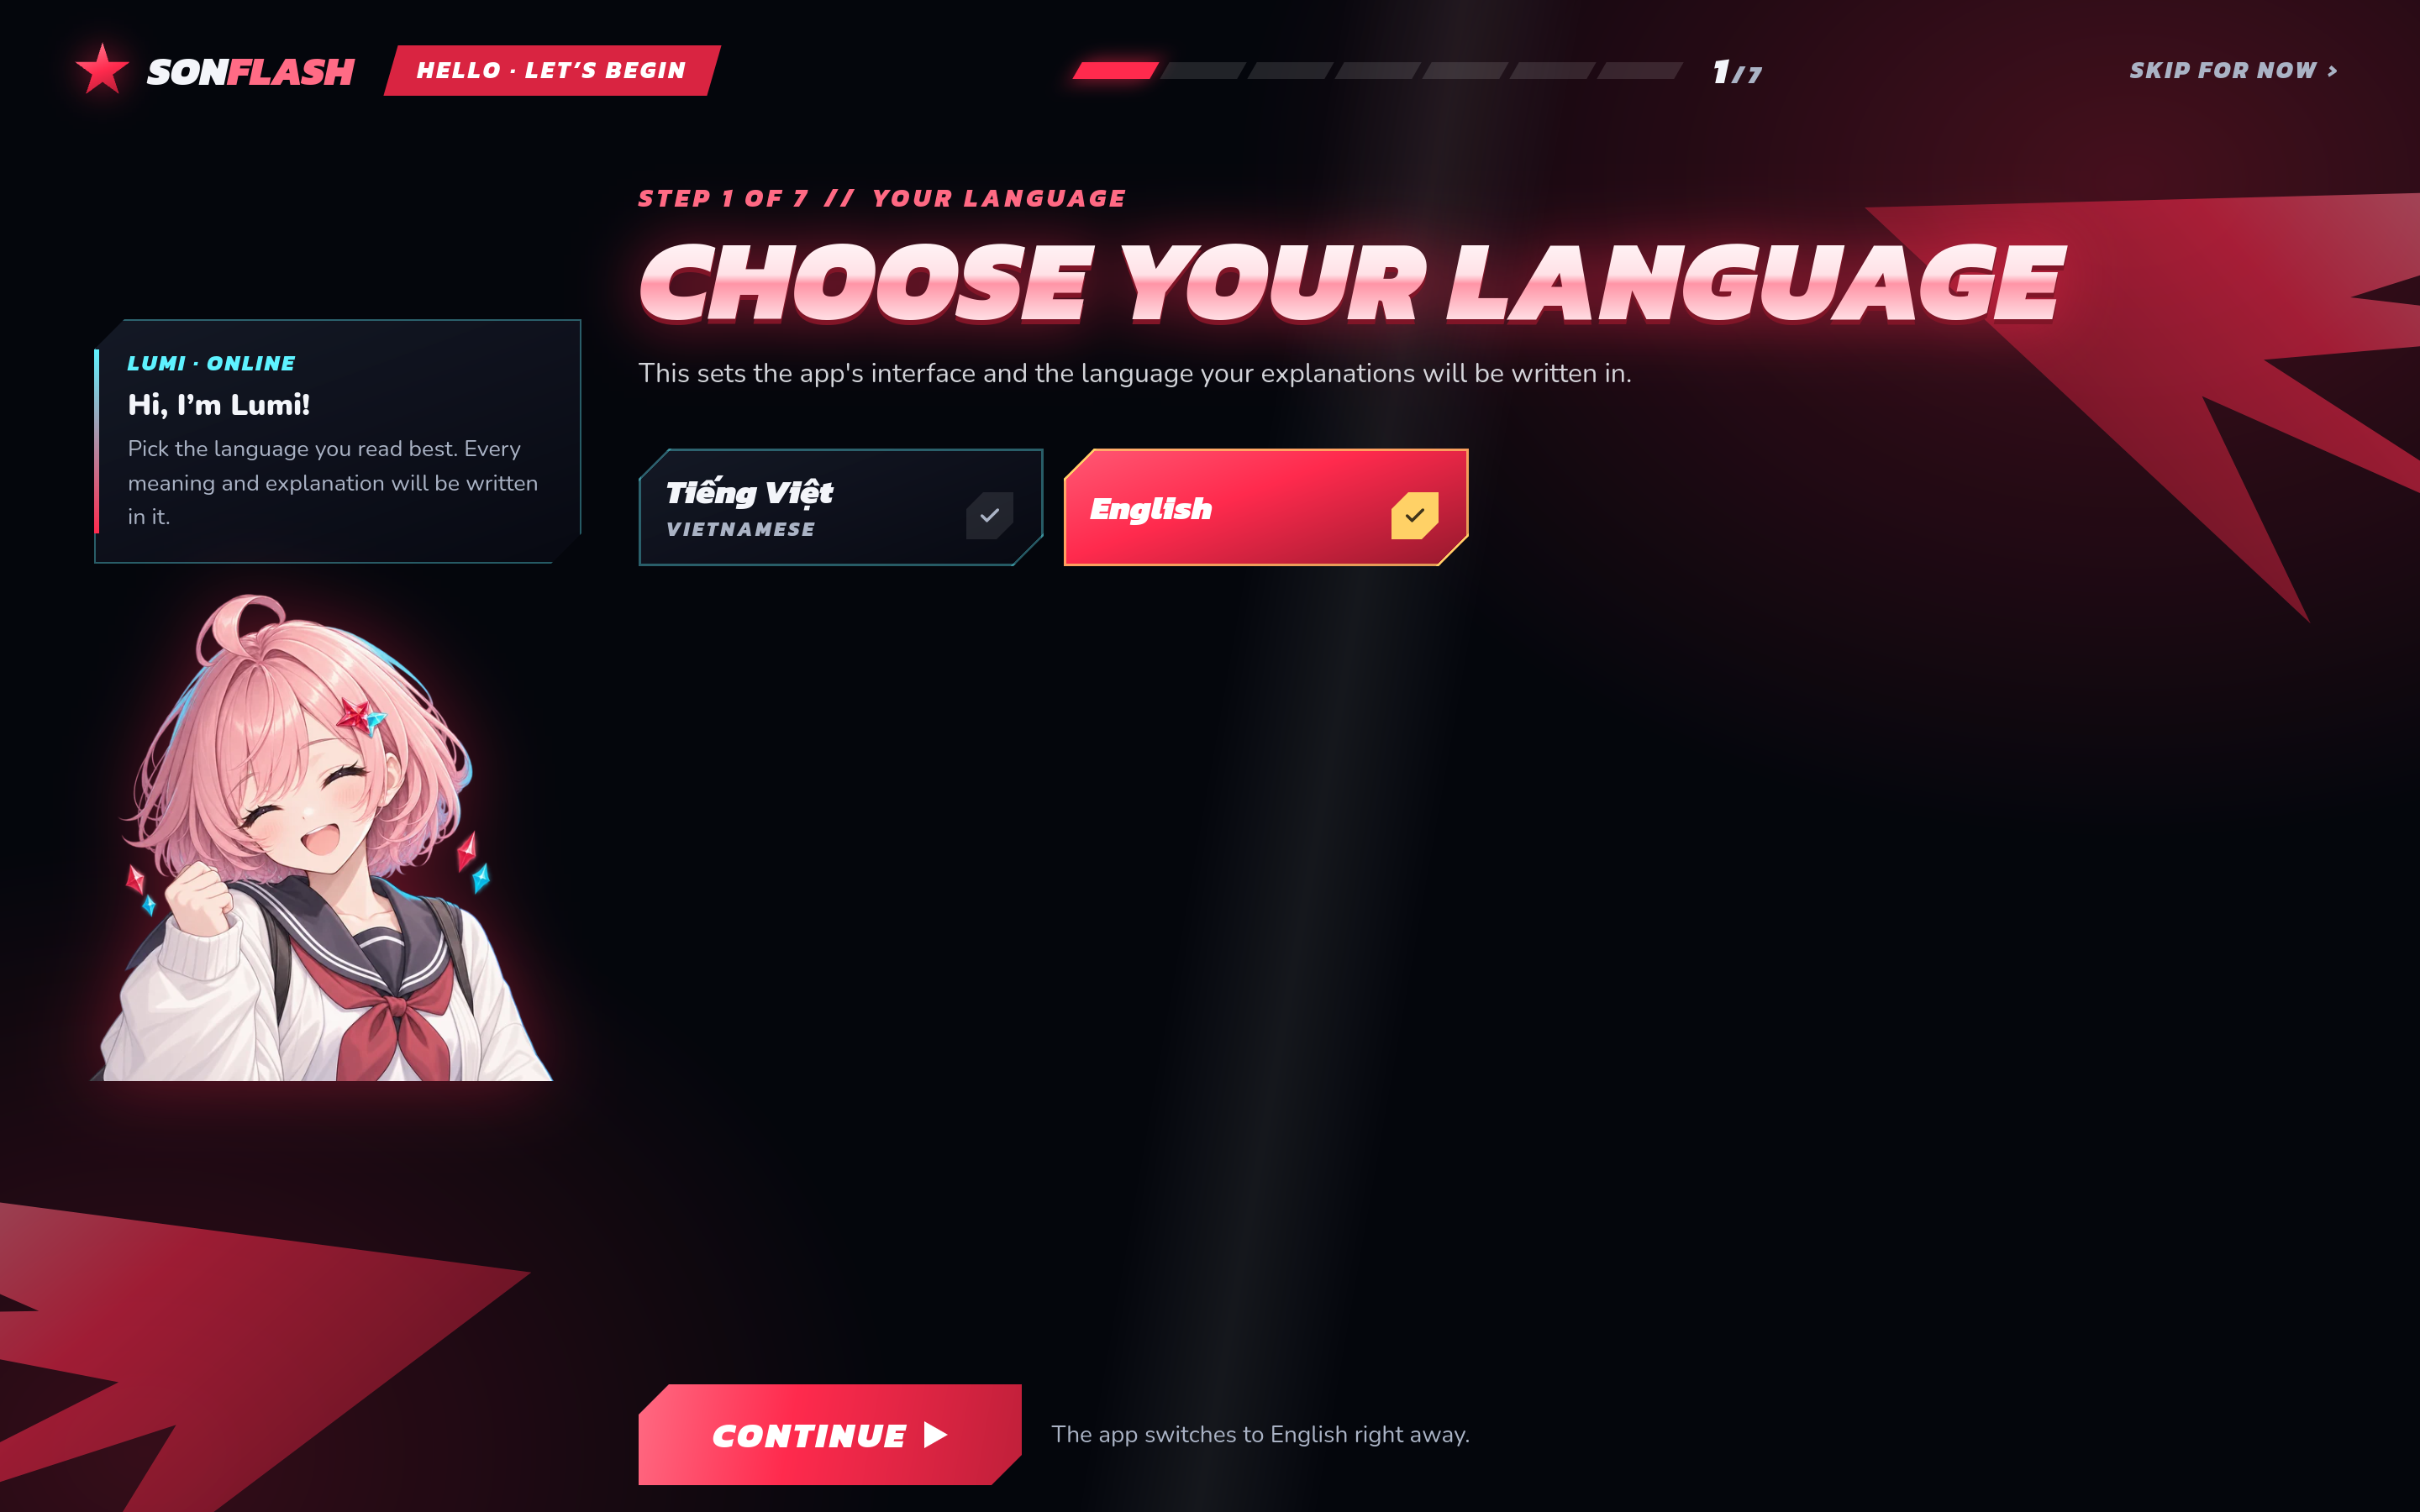 SONFLASH
HELLO · LET’S BEGIN
1/7
SKIP FOR NOW ›
STEP 1 OF 7 // YOUR LANGUAGE
CHOOSE YOUR LANGUAGE
This sets the app's interface and the language your explanations will be written in.
LUMI · ONLINE
Hi, I’m Lumi!
Pick the language you read best. Every
meaning and explanation will be written
in it.
Tiếng Việt
VIETNAMESE
English
CONTINUE
The app switches to English right away.